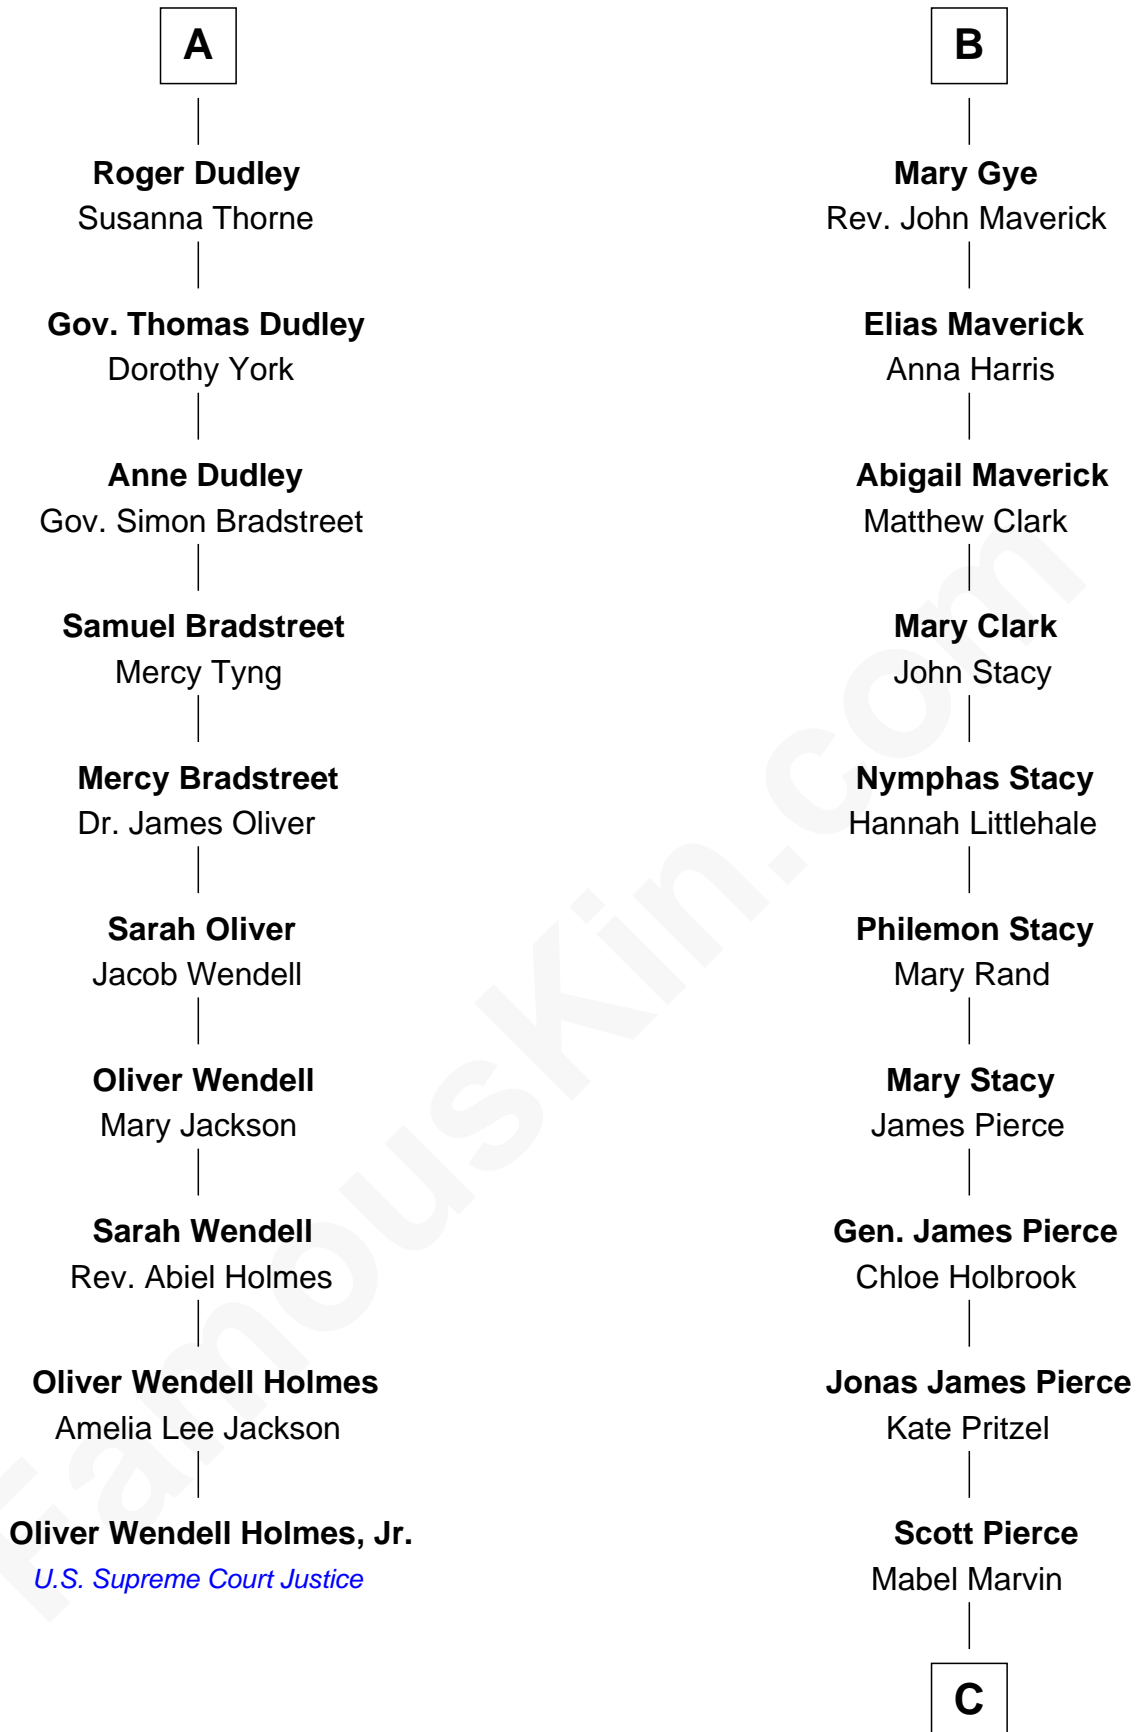 A
Roger Dudley
Susanna Thorne
Gov. Thomas Dudley
Dorothy York
Anne Dudley
Gov. Simon Bradstreet
Samuel Bradstreet
Mercy Tyng
Mercy Bradstreet
Dr. James Oliver
Sarah Oliver
Jacob Wendell
Oliver Wendell
Mary Jackson
Sarah Wendell
Rev. Abiel Holmes
Oliver Wendell Holmes
Amelia Lee Jackson
Oliver Wendell Holmes, Jr.
U.S. Supreme Court Justice
B
Mary Gye
Rev. John Maverick
Elias Maverick
Anna Harris
Abigail Maverick
Matthew Clark
Mary Clark
John Stacy
Nymphas Stacy
Hannah Littlehale
Philemon Stacy
Mary Rand
Mary Stacy
James Pierce
Gen. James Pierce
Chloe Holbrook
Jonas James Pierce
Kate Pritzel
Scott Pierce
Mabel Marvin
C
FamousKin.com